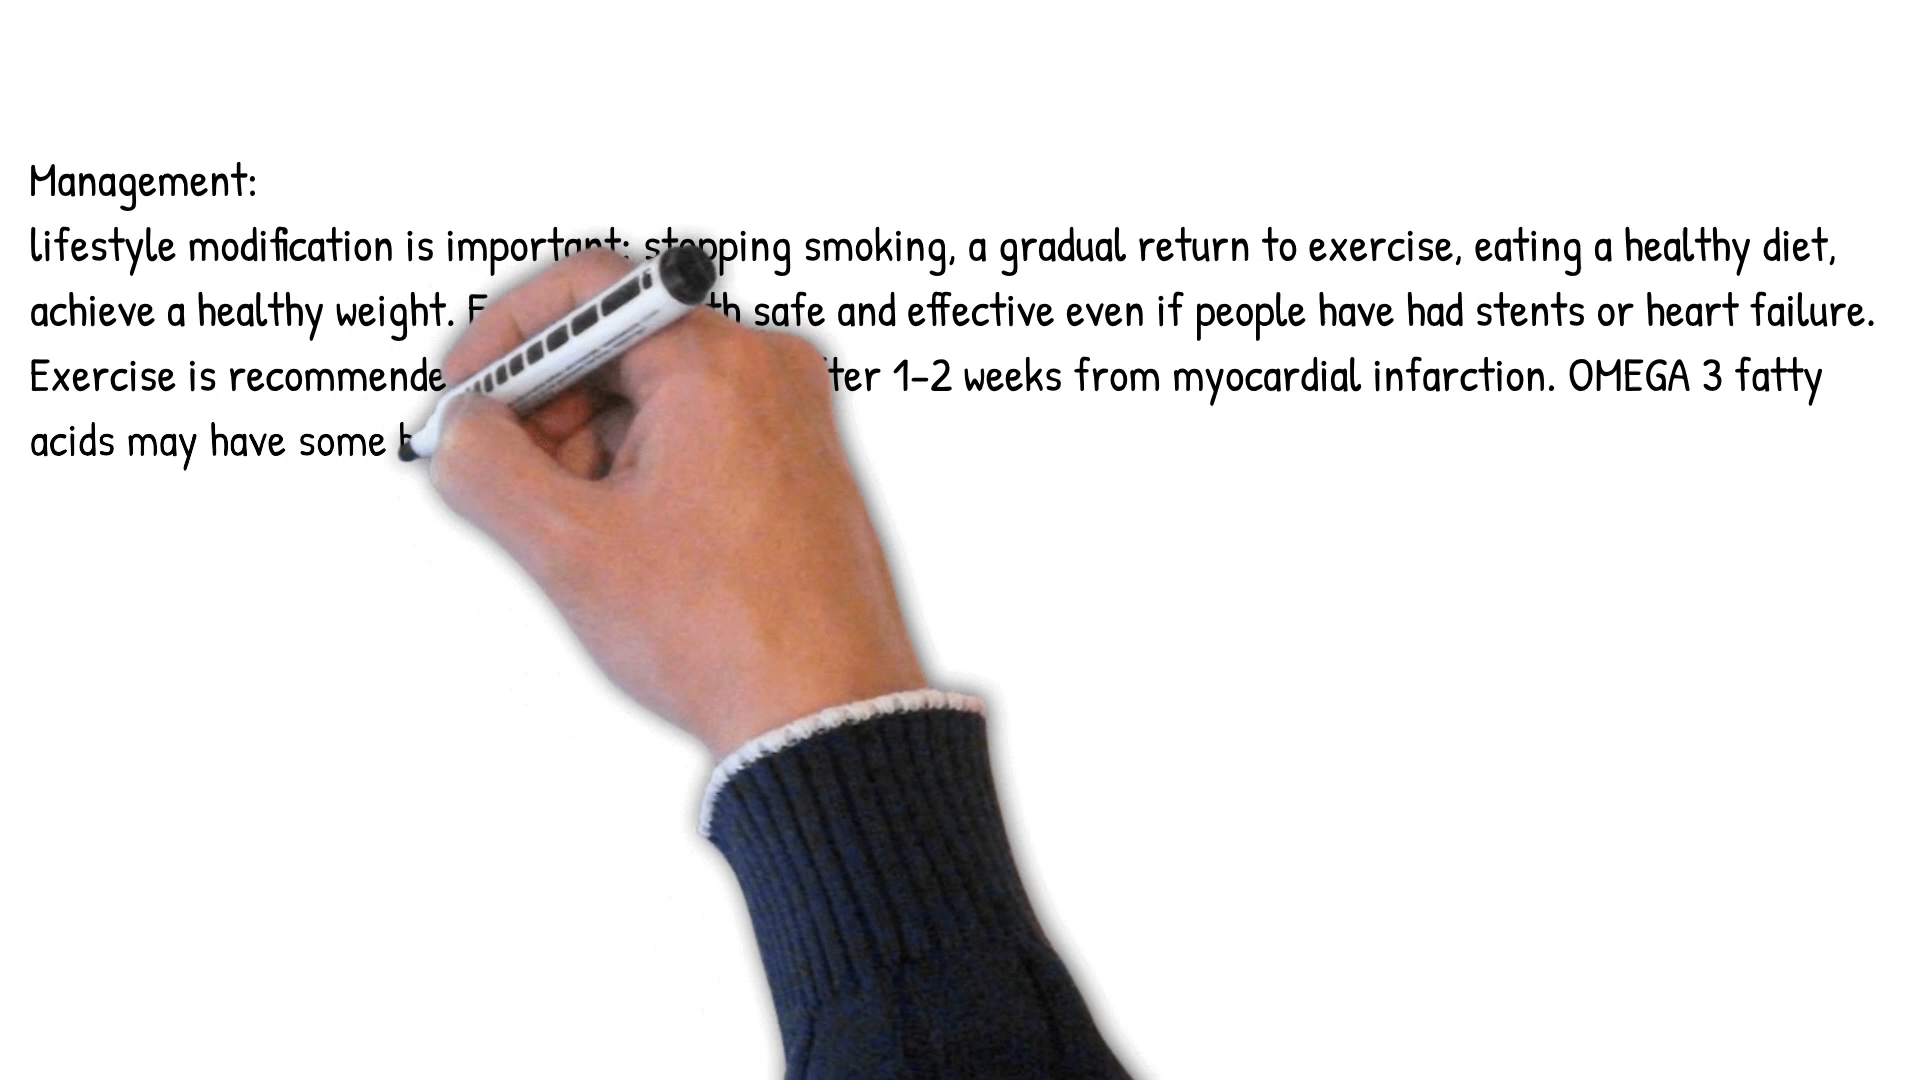 Management:
lifestyle modification is important: stopping smoking, a gradual return to exercise, eating a healthy diet,
achieve a healthy weight. safe and effective even if people have had stents or heart failure.
Exercise is 1-2 weeks from myocardial infarction. OMEGA 3 fatty
acids may have some